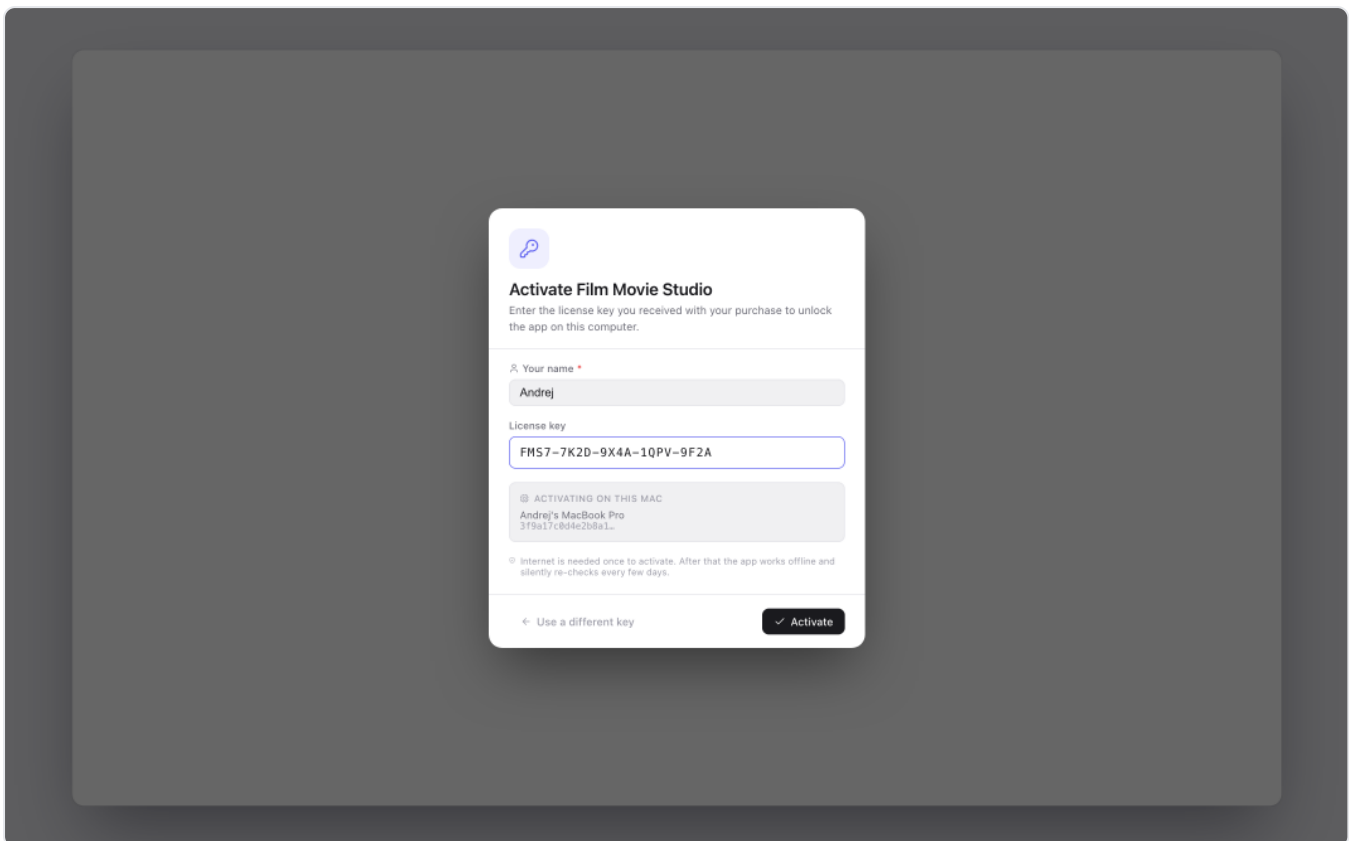 Activate Film Movie Studio
Enter the license key you received with your purchase to unlock
the app on this computer.
Your name *
Andrej
License key
FMS7-7K2D-9X4A-1QPV-9F2A
ACTIVATING ON THIS MAC
Andrej's MacBook Pro
3f9a17c0d4e2b8a1…
Internet is needed once to activate. After that the app works offline and
silently re-checks every few days.
← Use a different key
Activate